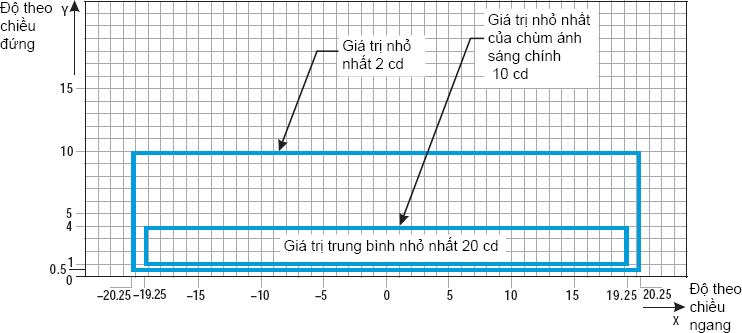 Độ theo
chiều
đứng
Y
Giá trị nhỏ
nhất 2 cd
Giá trị nhỏ nhất
của chùm ánh
sáng chính
10 cd
15
10
5
4
1
0.5
0
Giá trị trung bình nhỏ nhất 20 cd
–20.25 –19.25 –15 –10 –5 0 5 10 15 19.25 20.25
X
Độ theo
chiều
ngang